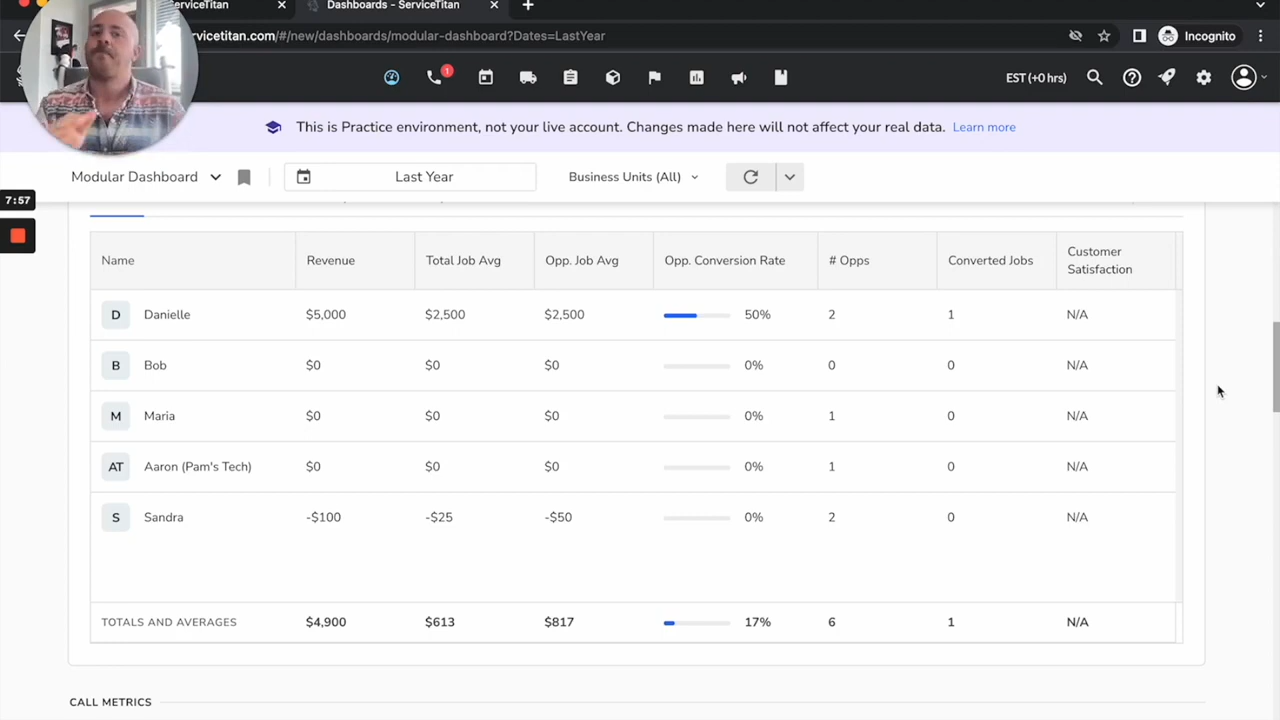 rviceTitan
Dashboards - ServiceTitan
rvicetitan.com/#/new/dashboards/modular-dashboard?Dates=LastYear
Incognito
1
EST (+0 hrs)
This is Practice environment, not your live account. Changes made here will not affect your real data. Learn more
Modular Dashboard
Last Year
Business Units (All)
7:57
Name Revenue Total Job Avg Opp. Job Avg Opp. Conversion Rate # Opps Converted Jobs Customer Satisfaction
D Danielle $5,000 $2,500 $2,500 50% 2 1 N/A
B Bob $0 $0 $0 0% 0 0 N/A
M Maria $0 $0 $0 0% 1 0 N/A
AT Aaron (Pam's Tech) $0 $0 $0 0% 1 0 N/A
S Sandra -$100 -$25 -$50 0% 2 0 N/A
TOTALS AND AVERAGES $4,900 $613 $817 17% 6 1 N/A
CALL METRICS